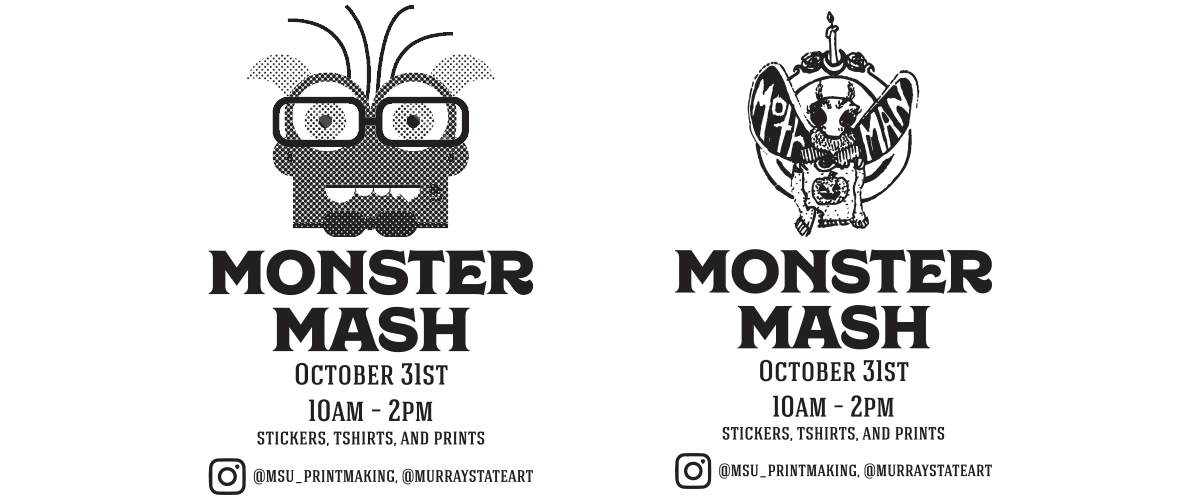 MONSTER
MASH
OCTOBER 31ST
10AM - 2PM
STICKERS, TSHIRTS, AND PRINTS
@MSU_PRINTMAKING, @MURRAYSTATEART
MOTH MAN
MONSTER
MASH
OCTOBER 31ST
10AM - 2PM
STICKERS, TSHIRTS, AND PRINTS
@MSU_PRINTMAKING, @MURRAYSTATEART